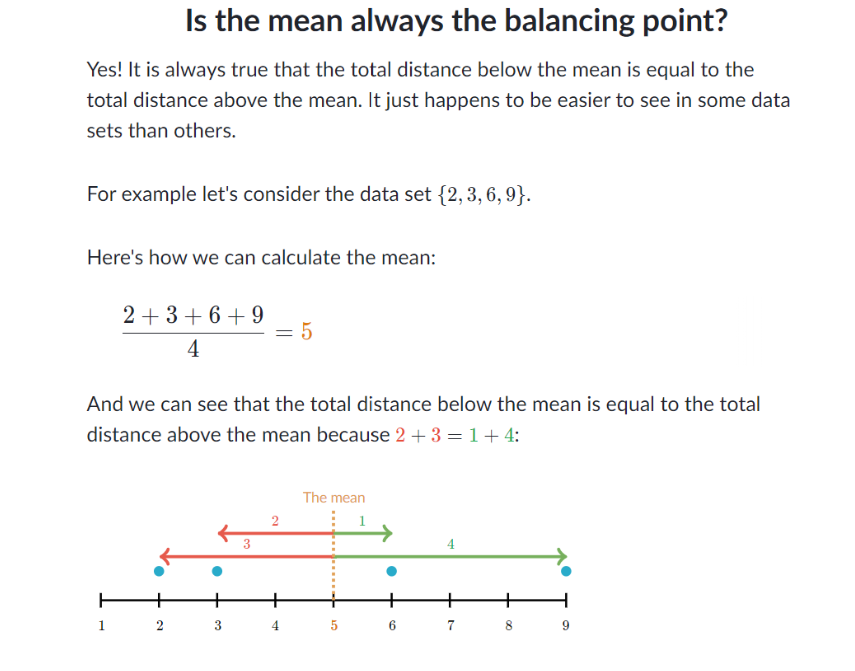 Is the mean always the balancing point?
Yes! It is always true that the total distance below the mean is equal to the
total distance above the mean. It just happens to be easier to see in some data
sets than others.
For example let's consider the data set {2, 3, 6, 9}.
Here's how we can calculate the mean:
2 + 3 + 6 + 9
= 5
4
And we can see that the total distance below the mean is equal to the total
distance above the mean because 2 + 3 = 1 + 4:
The mean
2 1
3 4
1 2 3 4 5 6 7 8 9